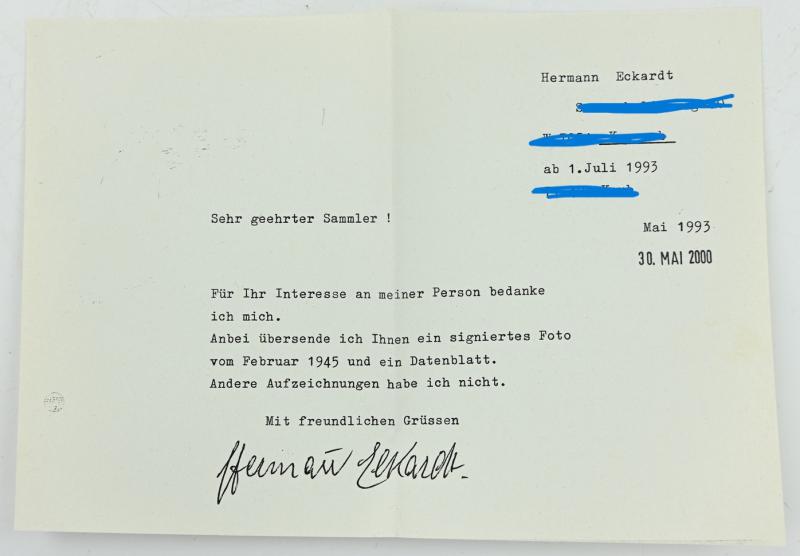 Hermann Eckardt
ab 1.Juli 1993
Sehr geehrter Sammler !
Mai 1993
30. MAI 2000
Für Ihr Interesse an meiner Person bedanke
ich mich.
Anbei übersende ich Ihnen ein signiertes Foto
vom Februar 1945 und ein Datenblatt.
Andere Aufzeichnungen habe ich nicht.
Mit freundlichen Grüssen
Hermann Eckardt